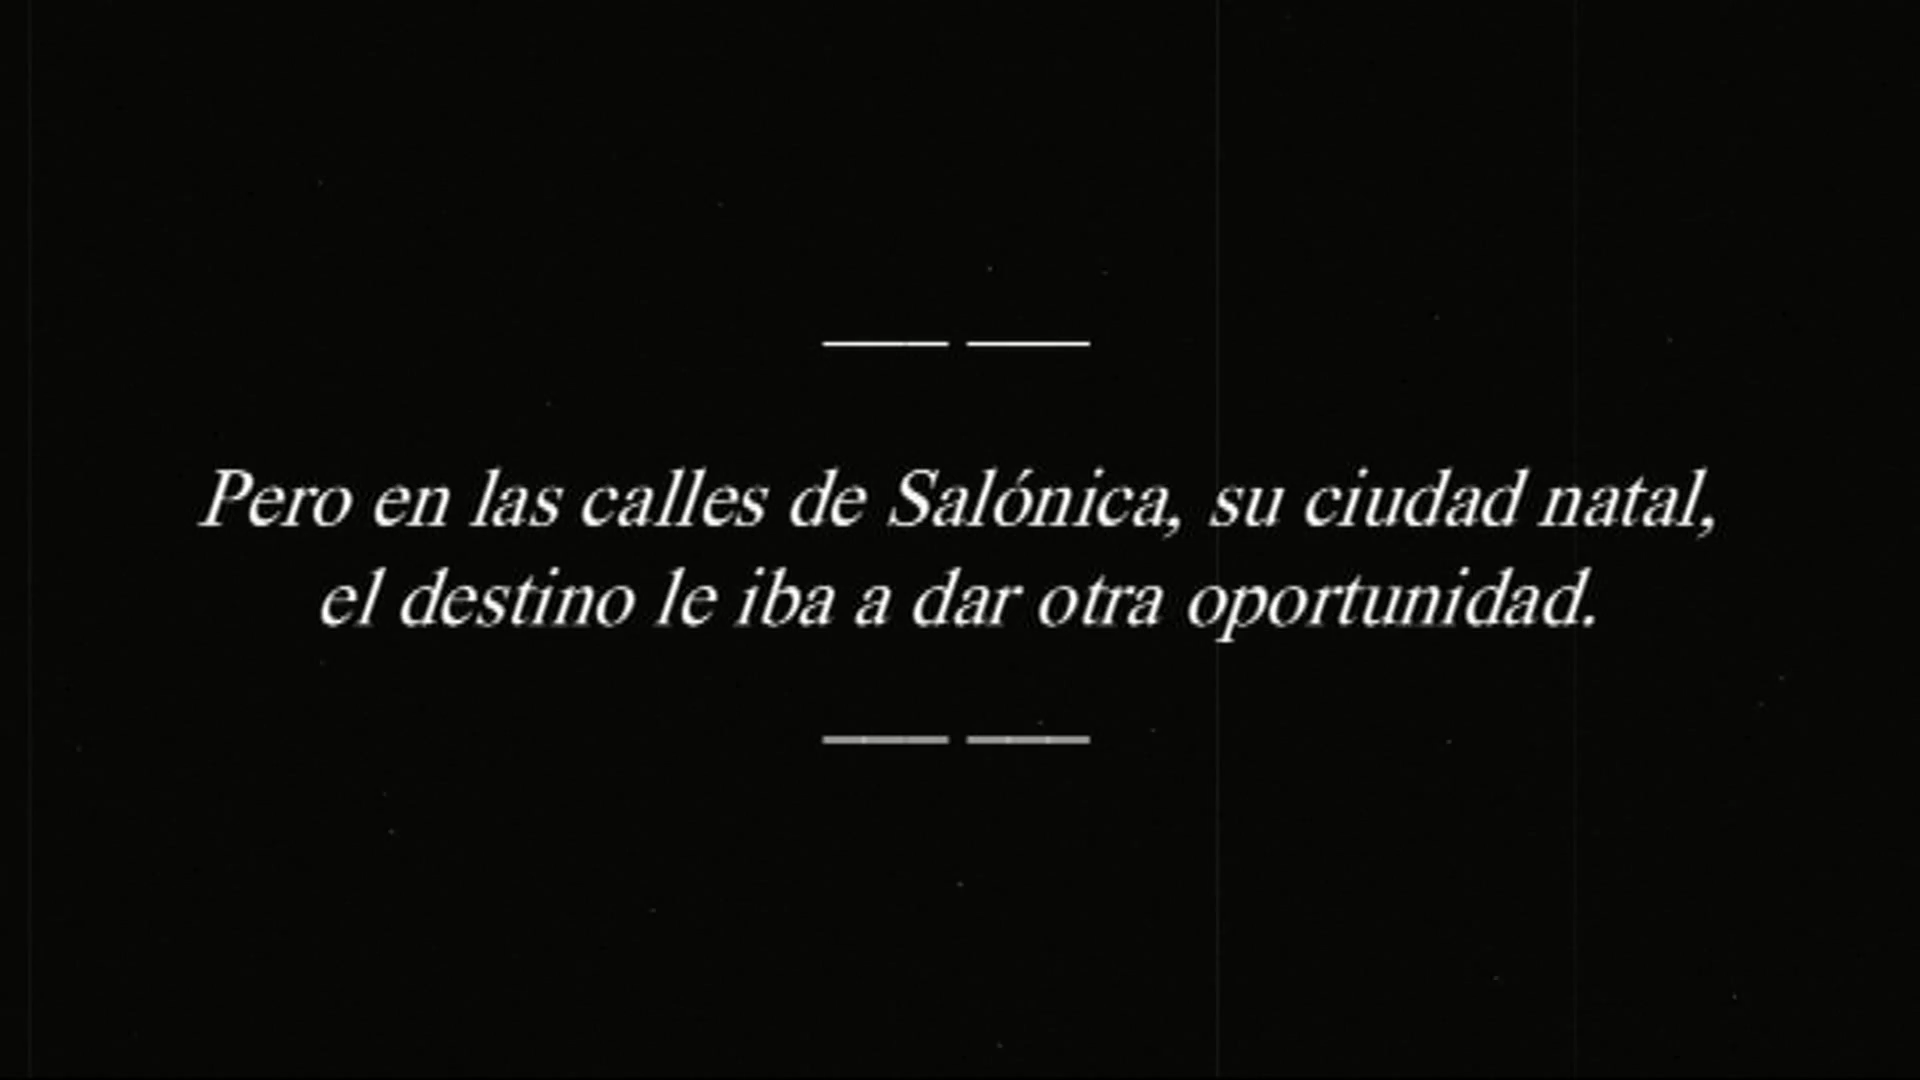 Pero en las calles de Salónica, su ciudad natal,
el destino le iba a dar otra oportunidad.